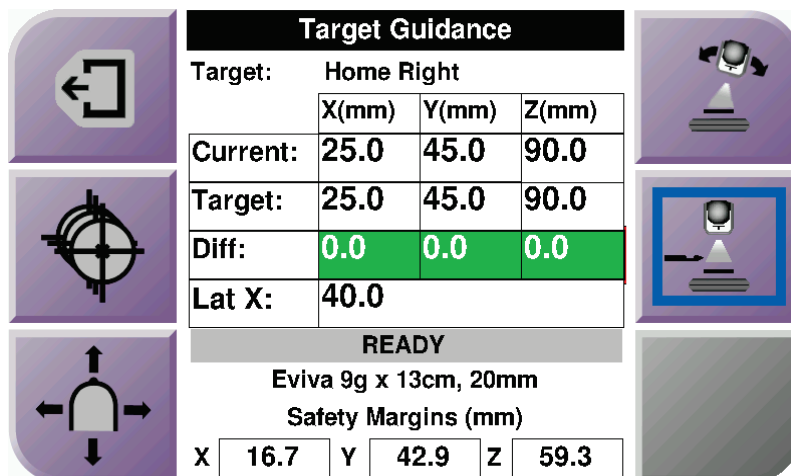 Target Guidance
Target: Home Right
X(mm) Y(mm) Z(mm)
Current: 25.0 45.0 90.0
Target: 25.0 45.0 90.0
Diff: 0.0 0.0 0.0
Lat X: 40.0
READY
Eviva 9g x 13cm, 20mm
Safety Margins (mm)
X 16.7 Y 42.9 Z 59.3